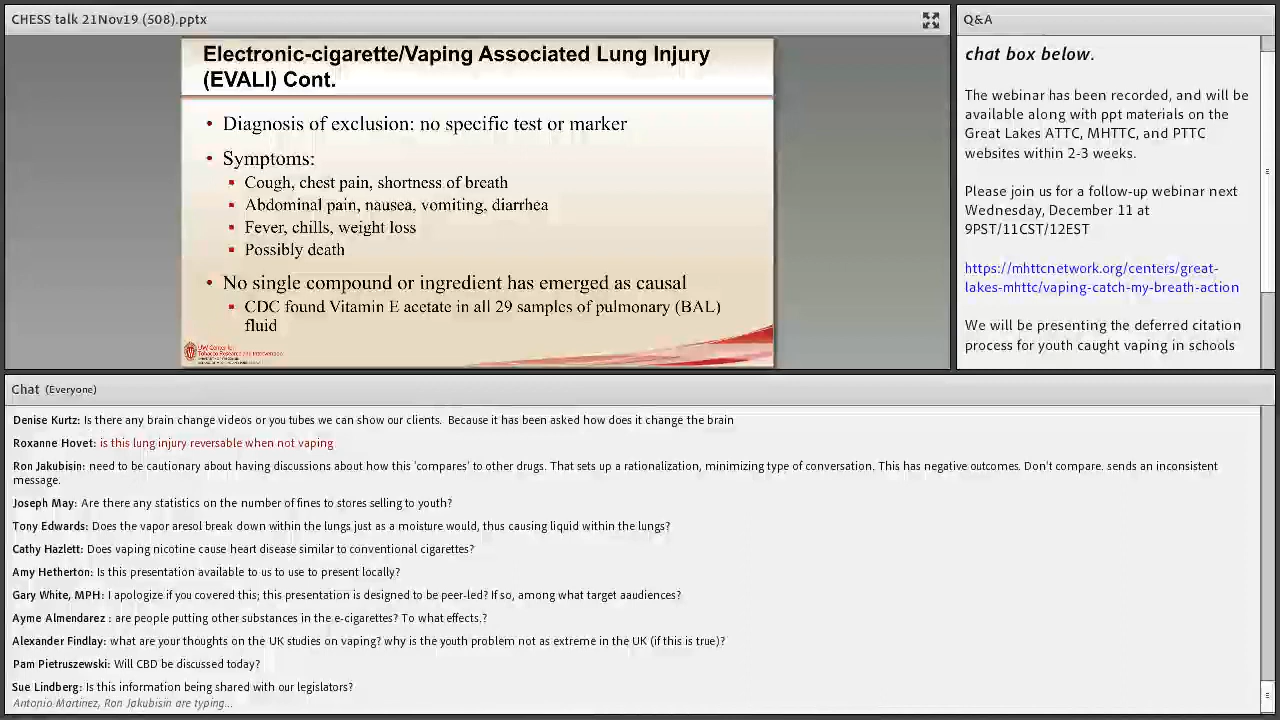 CHESS talk 21Nov19 (508).pptx
Electronic-cigarette/Vaping Associated Lung Injury
(EVALI) Cont.
• Diagnosis of exclusion: no specific test or marker
• Symptoms:
Cough, chest pain, shortness of breath
Abdominal pain, nausea, vomiting, diarrhea
Fever, chills, weight loss
Possibly death
• No single compound or ingredient has emerged as causal
CDC found Vitamin E acetate in all 29 samples of pulmonary (BAL)
fluid
UW Center for
Tobacco Research and Intervention
Q&A
chat box below.
The webinar has been recorded, and will be
available along with ppt materials on the
Great Lakes ATTC, MHTTC, and PTTC
websites within 2-3 weeks.
Please join us for a follow-up webinar next
Wednesday, December 11 at
9PST/11CST/12EST
https://mhttcnetwork.org/centers/great-
lakes-mhttc/vaping-catch-my-breath-action
We will be presenting the deferred citation
process for youth caught vaping in schools
Chat (Everyone)
Denise Kurtz: Is there any brain change videos or you tubes we can show our clients. Because it has been asked how does it change the brain
Roxanne Hovet: is this lung injury reversable when not vaping
Ron Jakubisin: need to be cautionary about having discussions about how this 'compares' to other drugs. That sets up a rationalization, minimizing type of conversation. This has negative outcomes. Don't compare. sends an inconsistent
message.
Joseph May: Are there any statistics on the number of fines to stores selling to youth?
Tony Edwards: Does the vapor aresol break down within the lungs just as a moisture would, thus causing liquid within the lungs?
Cathy Hazlett: Does vaping nicotine cause heart disease similar to conventional cigarettes?
Amy Hetherton: Is this presentation available to us to use to present locally?
Gary White, MPH: I apologize if you covered this; this presentation is designed to be peer-led? If so, among what target aaudiences?
Ayme Almendarez : are people putting other substances in the e-cigarettes? To what effects.?
Alexander Findlay: what are your thoughts on the UK studies on vaping? why is the youth problem not as extreme in the UK (if this is true)?
Pam Pietruszewski: Will CBD be discussed today?
Sue Lindberg: Is this information being shared with our legislators?
Antonio Martinez, Ron Jakubisin are typing...